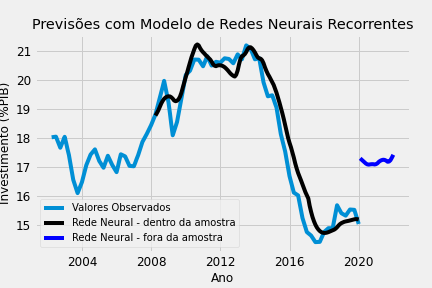 Previsões com Modelo de Redes Neurais Recorrentes
Investimento (%PIB)
21
20
19
18
17
16
15
Valores Observados
Rede Neural - dentro da amostra
Rede Neural - fora da amostra
2004 2008 2012 2016 2020
Ano